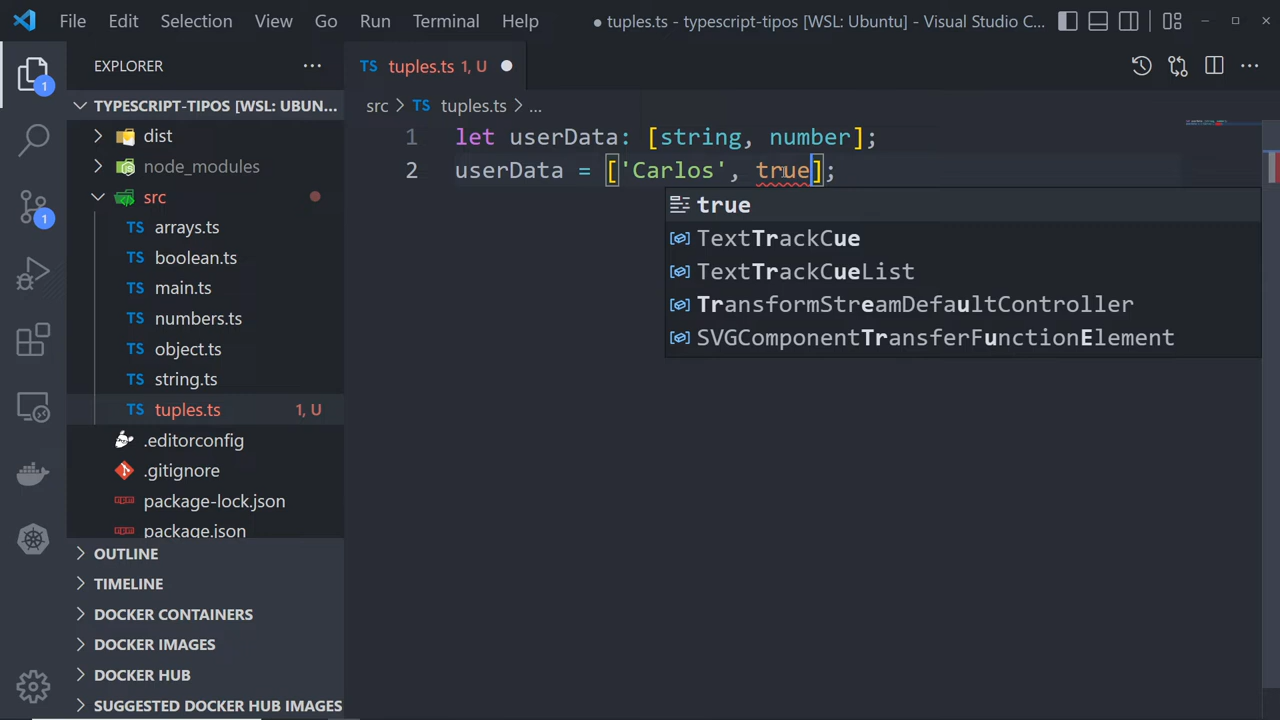 File Edit Selection View Go Run Terminal Help ● tuples.ts - typescript-tipos [WSL: Ubuntu] - Visual Studio C...
EXPLORER ...
TS tuples.ts 1, U
TYPESCRIPT-TIPOS [WSL: UBUN...
src > TS tuples.ts > ...
dist
node_modules
src
TS arrays.ts
TS boolean.ts
TS main.ts
TS numbers.ts
TS object.ts
TS string.ts
TS tuples.ts 1, U
.editorconfig
.gitignore
package-lock.json
package.json
OUTLINE
TIMELINE
DOCKER CONTAINERS
DOCKER IMAGES
DOCKER HUB
SUGGESTED DOCKER HUB IMAGES
1
1
1 let userData: [string, number];
2 userData = ['Carlos', true];
true
TextTrackCue
TextTrackCueList
TransformStreamDefaultController
SVGComponentTransferFunctionElement